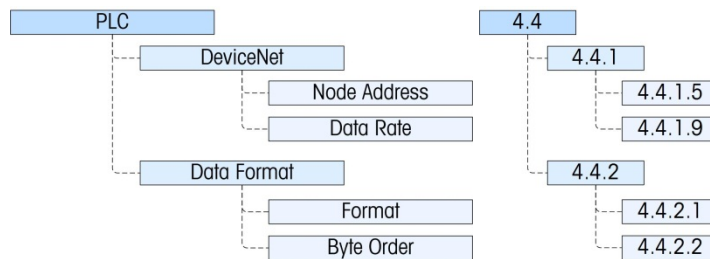 PLC 4.4
DeviceNet 4.4.1
Node Address 4.4.1.5
Data Rate 4.4.1.9
Data Format 4.4.2
Format 4.4.2.1
Byte Order 4.4.2.2